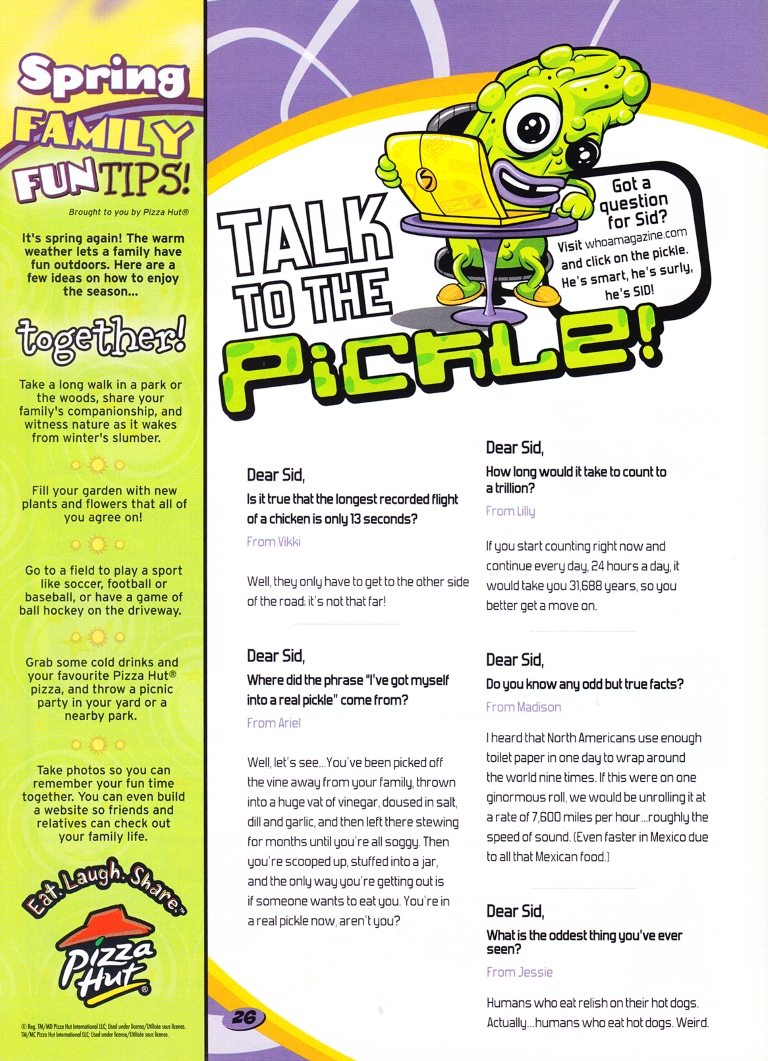 Spring
FAMILY
FUN TIPS!
Brought to you by Pizza Hut®
It's spring again! The warm
weather lets a family have
fun outdoors. Here are a
few ideas on how to enjoy
the season...
together!
Take a long walk in a park or
the woods, share your
family's companionship, and
witness nature as it wakes
from winter's slumber.
Fill your garden with new
plants and flowers that all of
you agree on!
Go to a field to play a sport
like soccer, football or
baseball, or have a game of
ball hockey on the driveway.
Grab some cold drinks and
your favourite Pizza Hut®
pizza, and throw a picnic
party in your yard or a
nearby park.
Take photos so you can
remember your fun time
together. You can even build
a website so friends and
relatives can check out
your family life.
Eat. Laugh. Share.™
Pizza
Hut®
® Reg. TM/MD Pizza Hut International LLC; Used under license/Utilisée sous licence.
TM/MC Pizza Hut International LLC; Used under license/Utilisée sous licence.
TALK
TO THE
PiCKLE!
Got a
question
for Sid?
Visit whoamagazine.com
and click on the pickle.
He's smart, he's surly,
he's SID!
Dear Sid,
Is it true that the longest recorded flight
of a chicken is only 13 seconds?
From Vikki
Well, they only have to get to the other side
of the road; it's not that far!
Dear Sid,
Where did the phrase "I've got myself
into a real pickle" come from?
From Ariel
Well, let's see...You've been picked off
the vine away from your family, thrown
into a huge vat of vinegar, doused in salt,
dill and garlic, and then left there stewing
for months until you're all soggy. Then
you're scooped up, stuffed into a jar,
and the only way you're getting out is
if someone wants to eat you. You're in
a real pickle now, aren't you?
Dear Sid,
How long would it take to count to
a trillion?
From Lilly
If you start counting right now and
continue every day, 24 hours a day, it
would take you 31,688 years, so you
better get a move on.
Dear Sid,
Do you know any odd but true facts?
From Madison
I heard that North Americans use enough
toilet paper in one day to wrap around
the world nine times. If this were on one
ginormous roll, we would be unrolling it at
a rate of 7,600 miles per hour...roughly the
speed of sound. (Even faster in Mexico due
to all that Mexican food.)
Dear Sid,
What is the oddest thing you've ever
seen?
From Jessie
Humans who eat relish on their hot dogs.
Actually...humans who eat hot dogs. Weird.
26